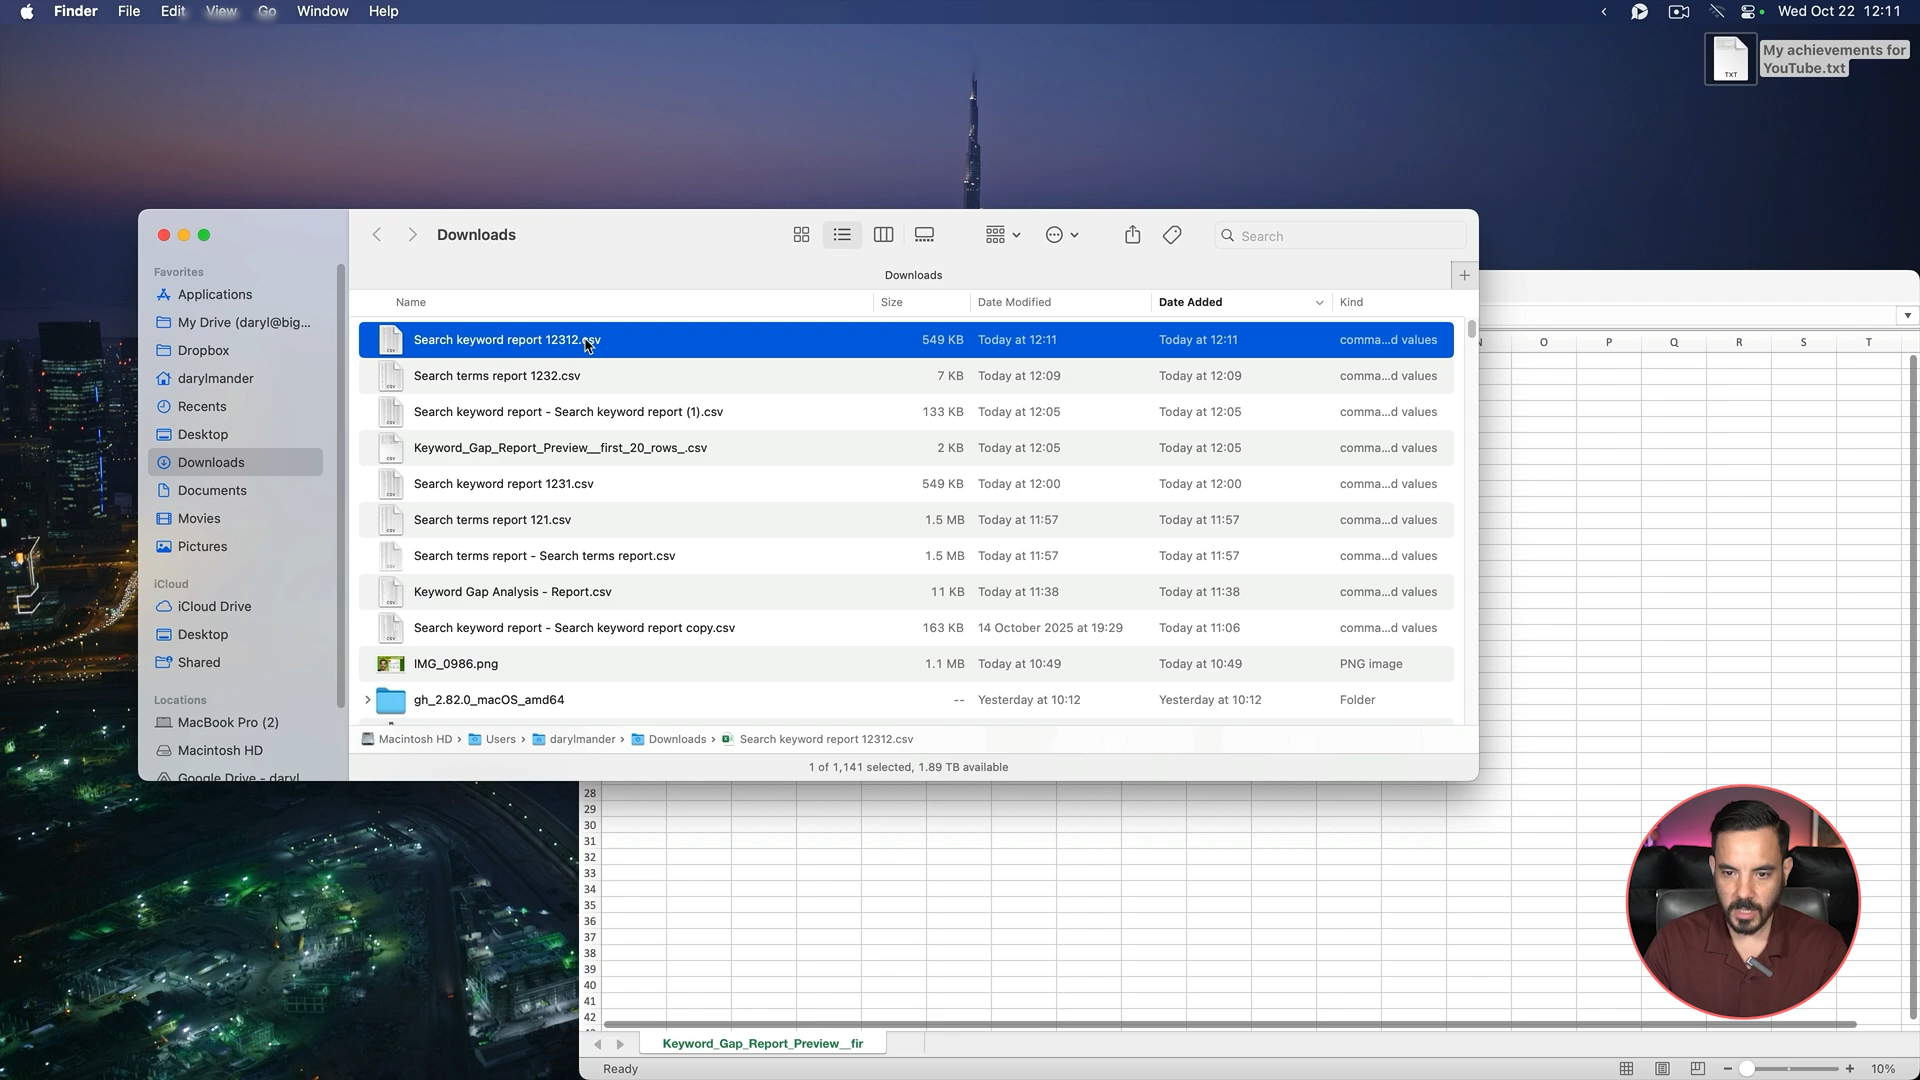 Finder File Edit View Go Window Help
Wed Oct 22 12:11
My achievements for
YouTube.txt
TXT
Downloads
Search
Downloads
Favorites
Applications
My Drive (daryl@big...
Dropbox
darylmander
Recents
Desktop
Downloads
Documents
Movies
Pictures
iCloud
iCloud Drive
Desktop
Shared
Locations
MacBook Pro (2)
Macintosh HD
Google Drive - daryl
Name Size Date Modified Date Added Kind
Search keyword report 12312.csv 549 KB Today at 12:11 Today at 12:11 comma...d values
Search terms report 1232.csv 7 KB Today at 12:09 Today at 12:09 comma...d values
Search keyword report - Search keyword report (1).csv 133 KB Today at 12:05 Today at 12:05 comma...d values
Keyword_Gap_Report_Preview__first_20_rows_.csv 2 KB Today at 12:05 Today at 12:05 comma...d values
Search keyword report 1231.csv 549 KB Today at 12:00 Today at 12:00 comma...d values
Search terms report 121.csv 1.5 MB Today at 11:57 Today at 11:57 comma...d values
Search terms report - Search terms report.csv 1.5 MB Today at 11:57 Today at 11:57 comma...d values
Keyword Gap Analysis - Report.csv 11 KB Today at 11:38 Today at 11:38 comma...d values
Search keyword report - Search keyword report copy.csv 163 KB 14 October 2025 at 19:29 Today at 11:06 comma...d values
IMG_0986.png 1.1 MB Today at 10:49 Today at 10:49 PNG image
gh_2.82.0_macOS_amd64 -- Yesterday at 10:12 Yesterday at 10:12 Folder
Macintosh HD › Users › darylmander › Downloads › Search keyword report 12312.csv
1 of 1,141 selected, 1.89 TB available
O P Q R S T
28
29
30
31
32
33
34
35
36
37
38
39
40
41
42
Keyword_Gap_Report_Preview__fir
Ready
10%